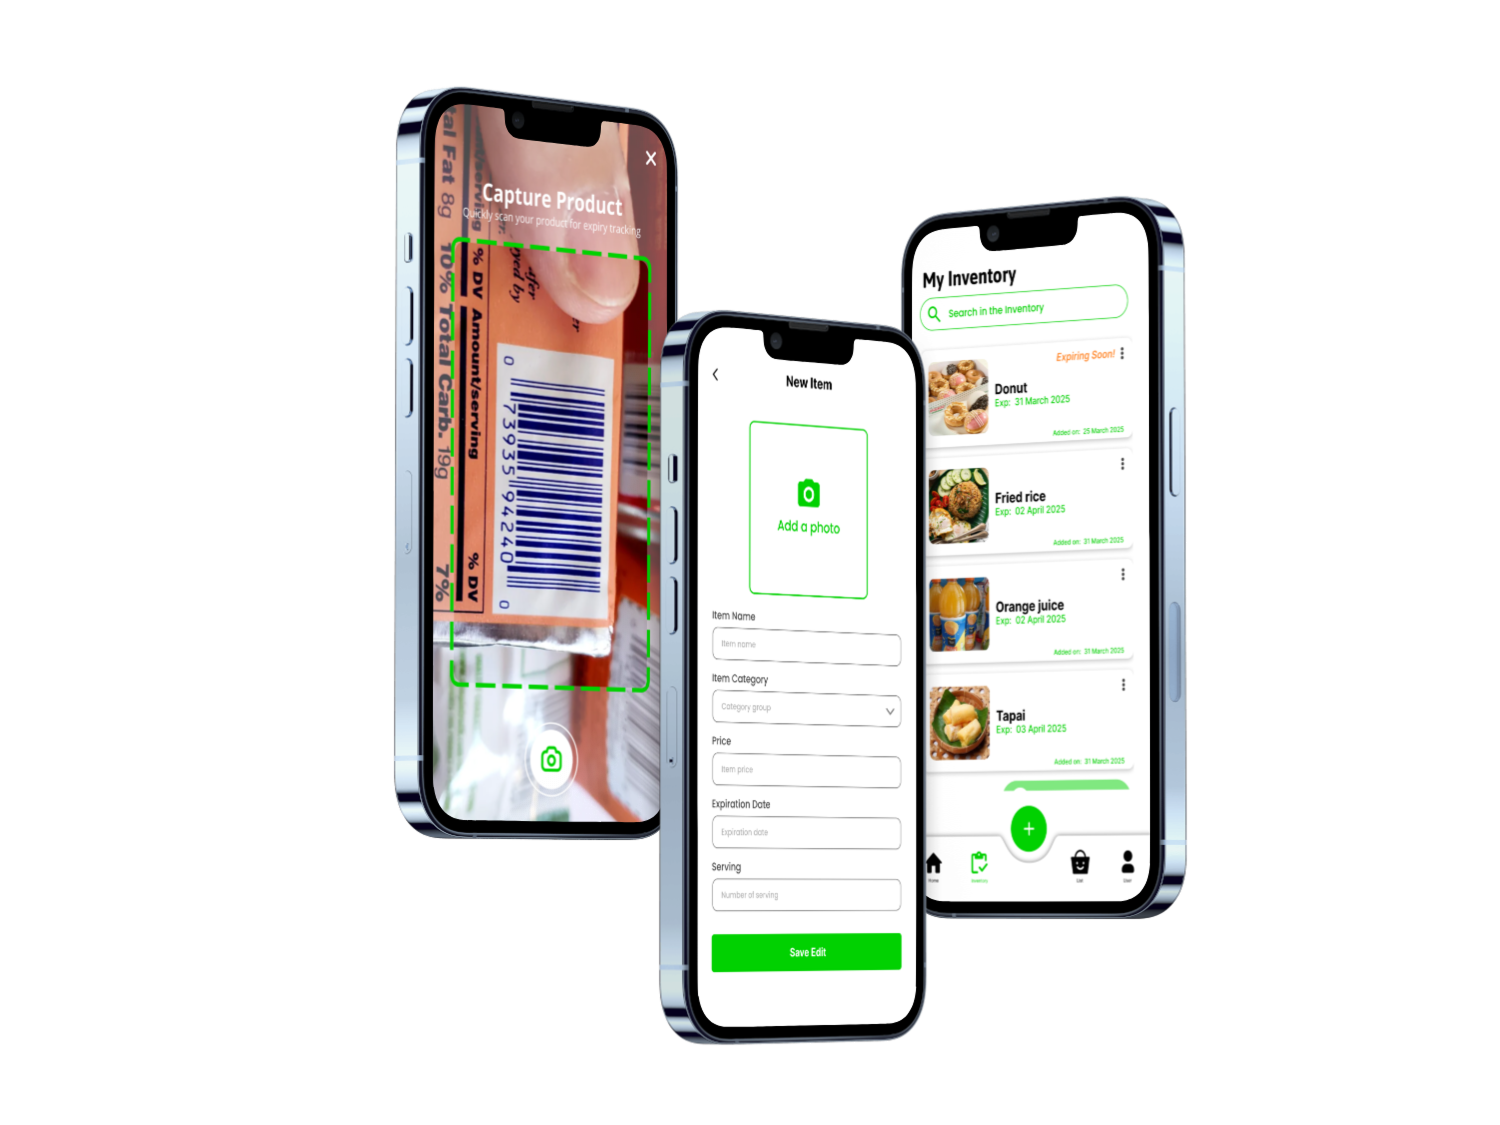 Capture Product
Quickly scan your product for expiry tracking
tal Fat 8g
10%
Total Carb. 19g
7%
% DV
Amount/serving
% DV
yed by
0 73935 94240 0
New Item
Add a photo
Item Name
Item name
Item Category
Category group
Price
Item price
Expiration Date
Expiration date
Serving
Number of serving
Save Edit
My Inventory
Search in the Inventory
Expiring Soon!
Donut
Exp: 31 March 2025
Added on: 25 March 2025
Fried rice
Exp: 02 April 2025
Added on: 31 March 2025
Orange juice
Exp: 02 April 2025
Added on: 31 March 2025
Tapai
Exp: 03 April 2025
Added on: 31 March 2025
Home
Inventory